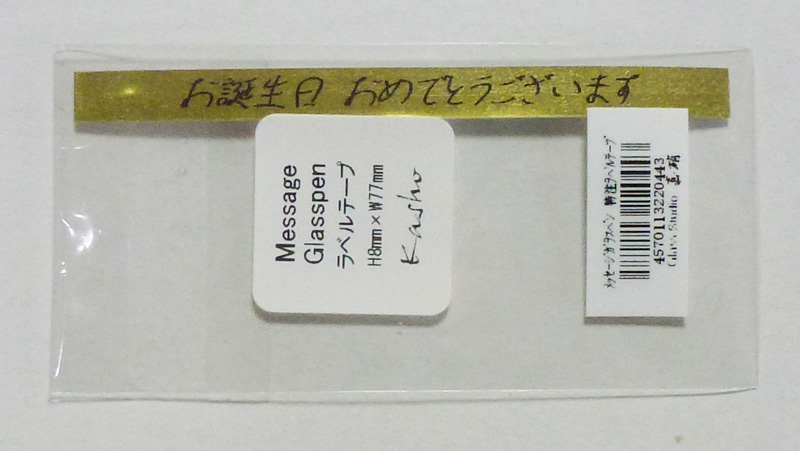 お誕生日 おめでとうございます
Message
Glasspen
ラベルテープ
H8mm×W77mm
Kasho
メッセージガラスペン 特注ラベルテープ
4570113220443
Glass Studio 嘉硝